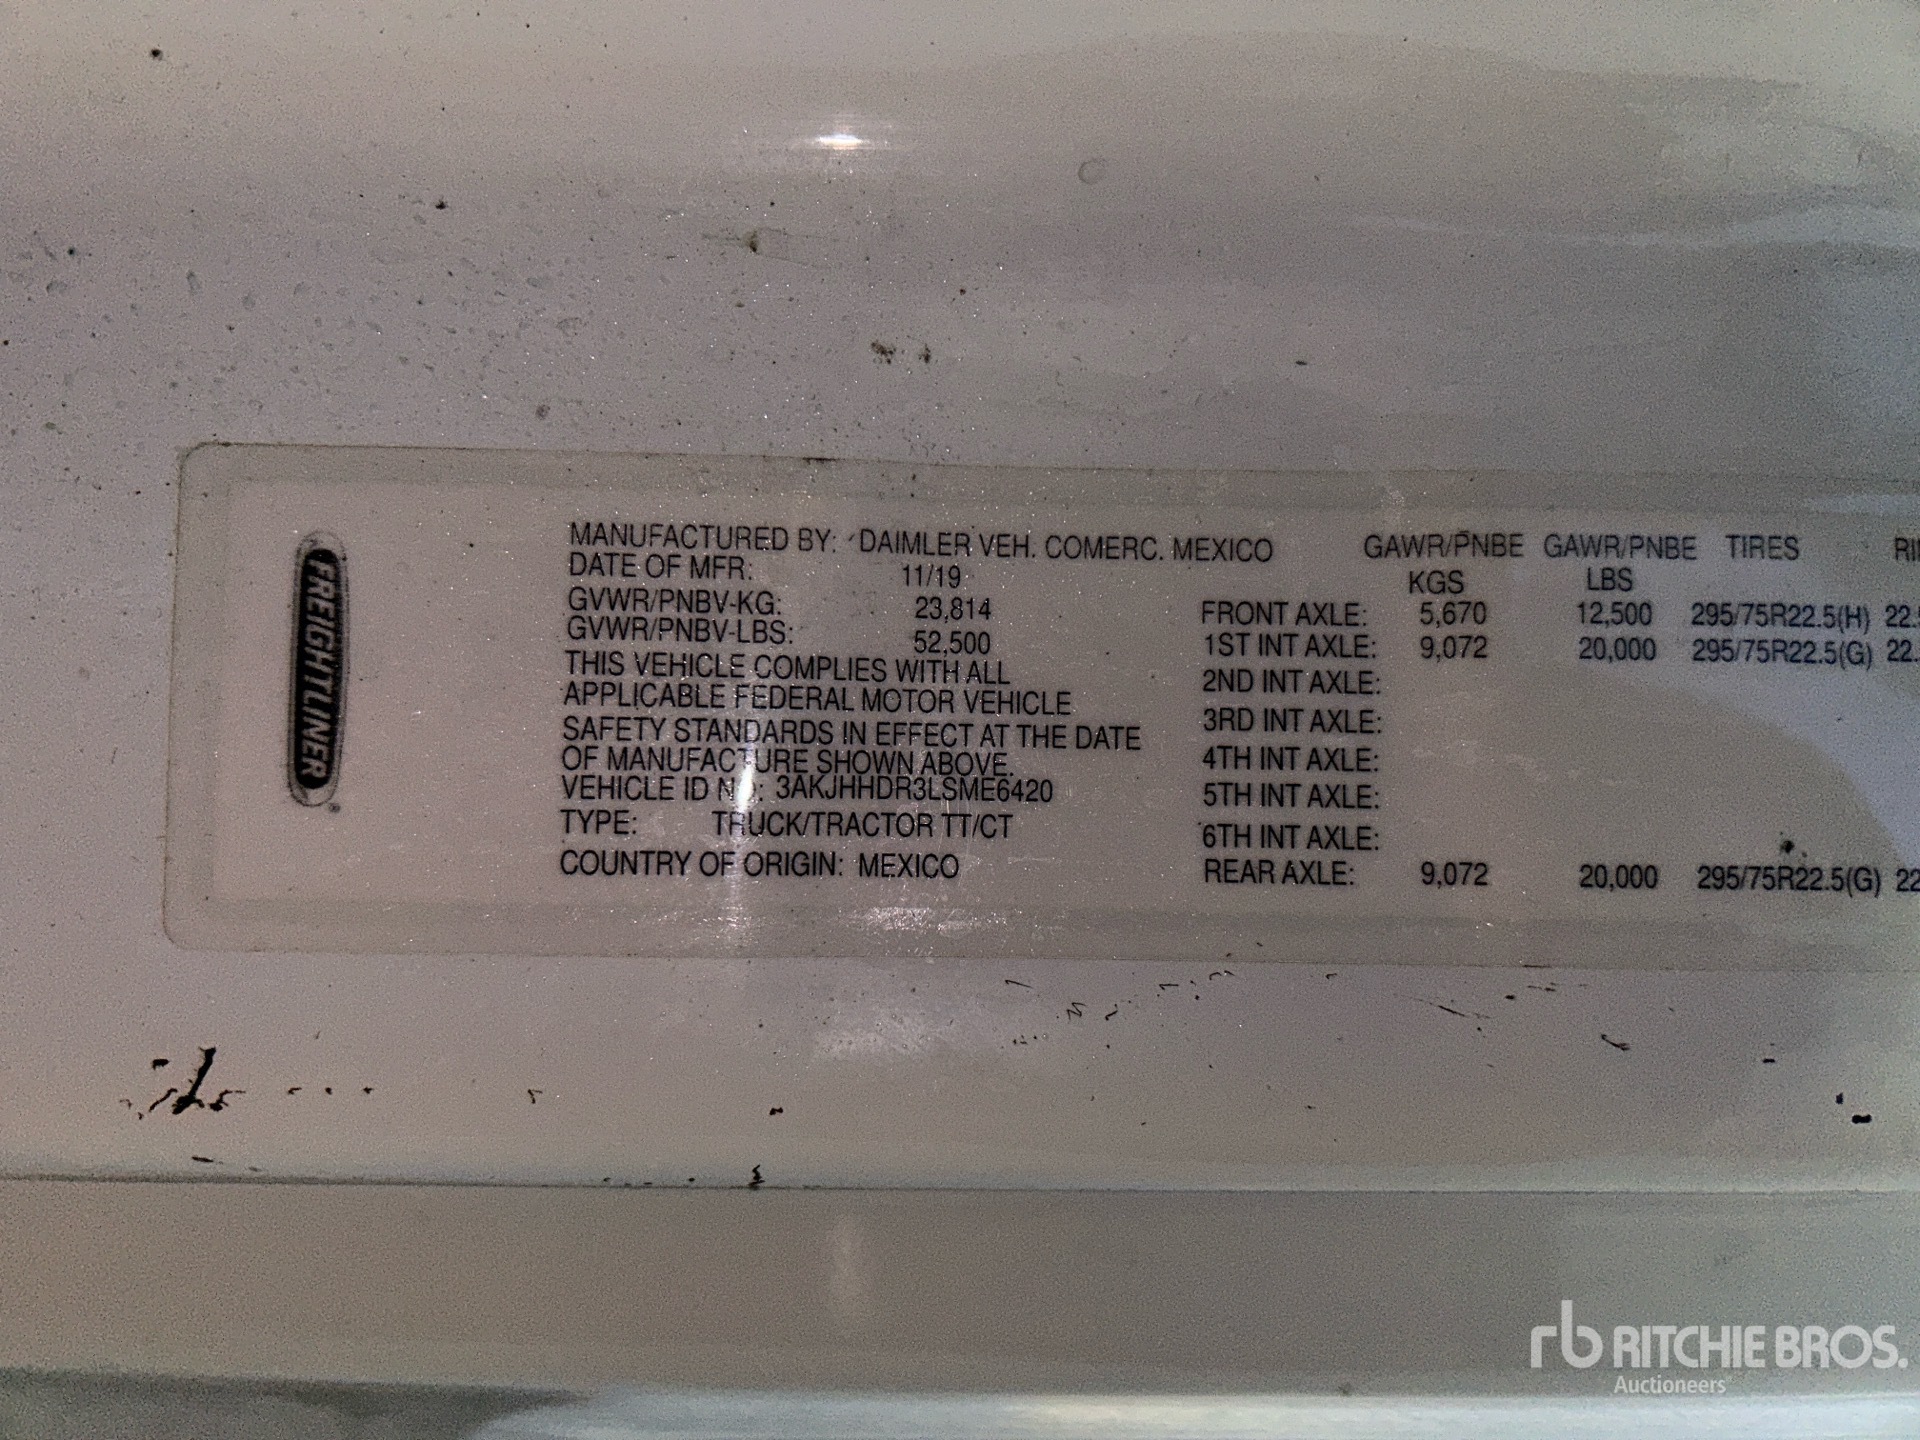 FREIGHTLINER
MANUFACTURED BY: DAIMLER VEH. COMERC. MEXICO
DATE OF MFR: 11/19
GVWR/PNBV-KG: 23,814
GVWR/PNBV-LBS: 52,500
THIS VEHICLE COMPLIES WITH ALL
APPLICABLE FEDERAL MOTOR VEHICLE
SAFETY STANDARDS IN EFFECT AT THE DATE
OF MANUFACTURE SHOWN ABOVE.
VEHICLE ID NO: 3AKJHHDR3LSME6420
TYPE: TRUCK/TRACTOR TT/CT
COUNTRY OF ORIGIN: MEXICO
GAWR/PNBE GAWR/PNBE TIRES
KGS LBS
FRONT AXLE: 5,670 12,500 295/75R22.5(H)
1ST INT AXLE: 9,072 20,000 295/75R22.5(G)
2ND INT AXLE:
3RD INT AXLE:
4TH INT AXLE:
5TH INT AXLE:
6TH INT AXLE:
REAR AXLE: 9,072 20,000 295/75R22.5(G)
rb RITCHIE BROS.
Auctioneers